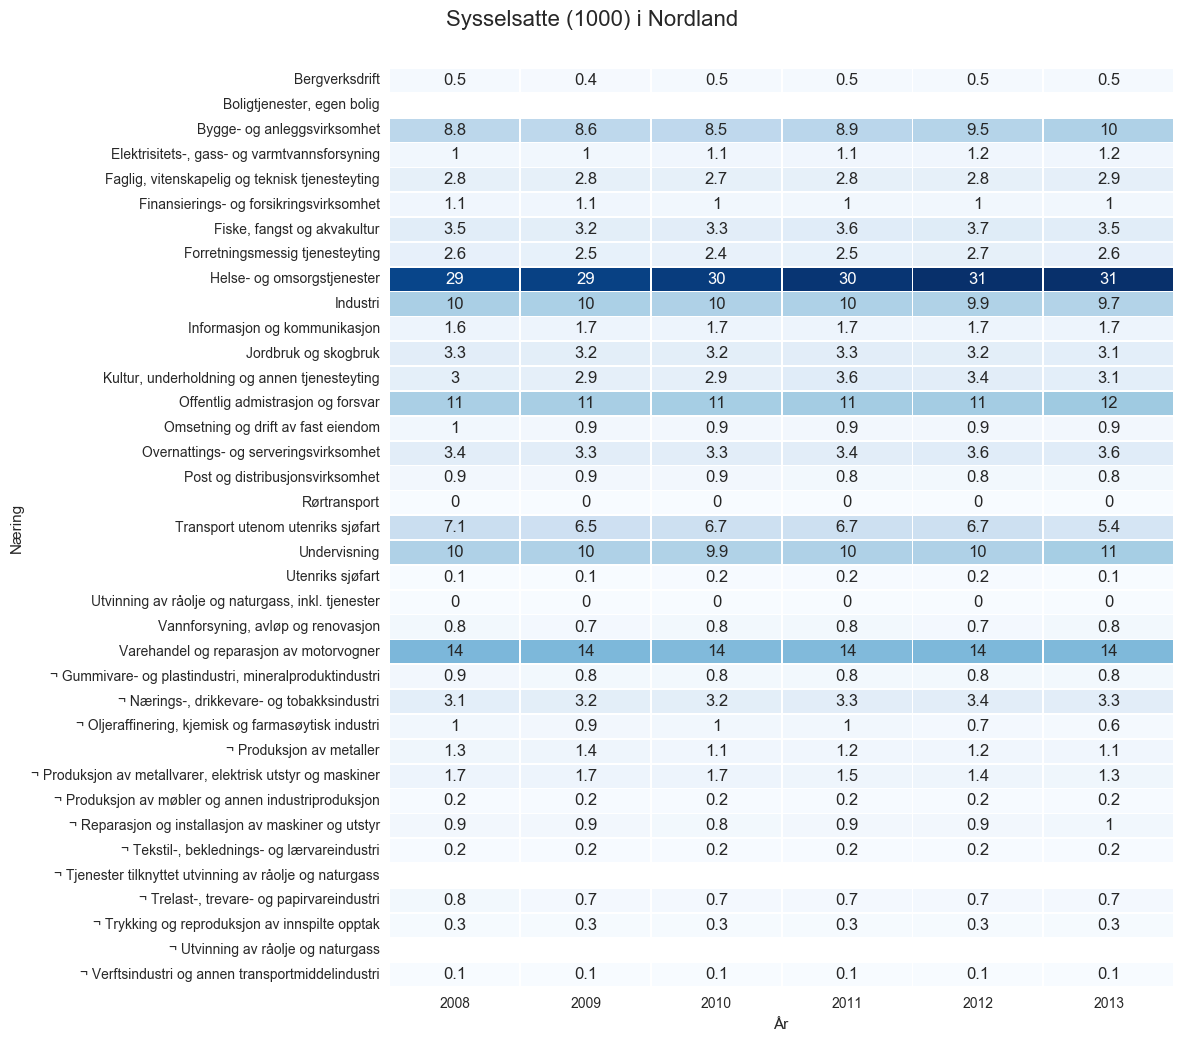 Sysselsatte (1000) i Nordland
Bergverksdrift 0.5 0.4 0.5 0.5 0.5 0.5
Boligtjenester, egen bolig
Bygge- og anleggsvirksomhet 8.8 8.6 8.5 8.9 9.5 10
Elektrisitets-, gass- og varmtvannsforsyning 1 1 1.1 1.1 1.2 1.2
Faglig, vitenskapelig og teknisk tjenesteyting 2.8 2.8 2.7 2.8 2.8 2.9
Finansierings- og forsikringsvirksomhet 1.1 1.1 1 1 1 1
Fiske, fangst og akvakultur 3.5 3.2 3.3 3.6 3.7 3.5
Forretningsmessig tjenesteyting 2.6 2.5 2.4 2.5 2.7 2.6
Helse- og omsorgstjenester 29 29 30 30 31 31
Industri 10 10 10 10 9.9 9.7
Informasjon og kommunikasjon 1.6 1.7 1.7 1.7 1.7 1.7
Jordbruk og skogbruk 3.3 3.2 3.2 3.3 3.2 3.1
Kultur, underholdning og annen tjenesteyting 3 2.9 2.9 3.6 3.4 3.1
Offentlig admistrasjon og forsvar 11 11 11 11 11 12
Omsetning og drift av fast eiendom 1 0.9 0.9 0.9 0.9 0.9
Overnattings- og serveringsvirksomhet 3.4 3.3 3.3 3.4 3.6 3.6
Post og distribusjonsvirksomhet 0.9 0.9 0.9 0.8 0.8 0.8
Rørtransport 0 0 0 0 0 0
Transport utenom utenriks sjøfart 7.1 6.5 6.7 6.7 6.7 5.4
Undervisning 10 10 9.9 10 10 11
Utenriks sjøfart 0.1 0.1 0.2 0.2 0.2 0.1
Utvinning av råolje og naturgass, inkl. tjenester 0 0 0 0 0 0
Vannforsyning, avløp og renovasjon 0.8 0.7 0.8 0.8 0.7 0.8
Varehandel og reparasjon av motorvogner 14 14 14 14 14 14
¬ Gummivare- og plastindustri, mineralproduktindustri 0.9 0.8 0.8 0.8 0.8 0.8
¬ Nærings-, drikkevare- og tobakksindustri 3.1 3.2 3.2 3.3 3.4 3.3
¬ Oljeraffinering, kjemisk og farmasøytisk industri 1 0.9 1 1 0.7 0.6
¬ Produksjon av metaller 1.3 1.4 1.1 1.2 1.2 1.1
¬ Produksjon av metallvarer, elektrisk utstyr og maskiner 1.7 1.7 1.7 1.5 1.4 1.3
¬ Produksjon av møbler og annen industriproduksjon 0.2 0.2 0.2 0.2 0.2 0.2
¬ Reparasjon og installasjon av maskiner og utstyr 0.9 0.9 0.8 0.9 0.9 1
¬ Tekstil-, beklednings- og lærvareindustri 0.2 0.2 0.2 0.2 0.2 0.2
¬ Tjenester tilknyttet utvinning av råolje og naturgass
¬ Trelast-, trevare- og papirvareindustri 0.8 0.7 0.7 0.7 0.7 0.7
¬ Trykking og reproduksjon av innspilte opptak 0.3 0.3 0.3 0.3 0.3 0.3
¬ Utvinning av råolje og naturgass
¬ Verftsindustri og annen transportmiddelindustri 0.1 0.1 0.1 0.1 0.1 0.1
2008 2009 2010 2011 2012 2013
År
Næring